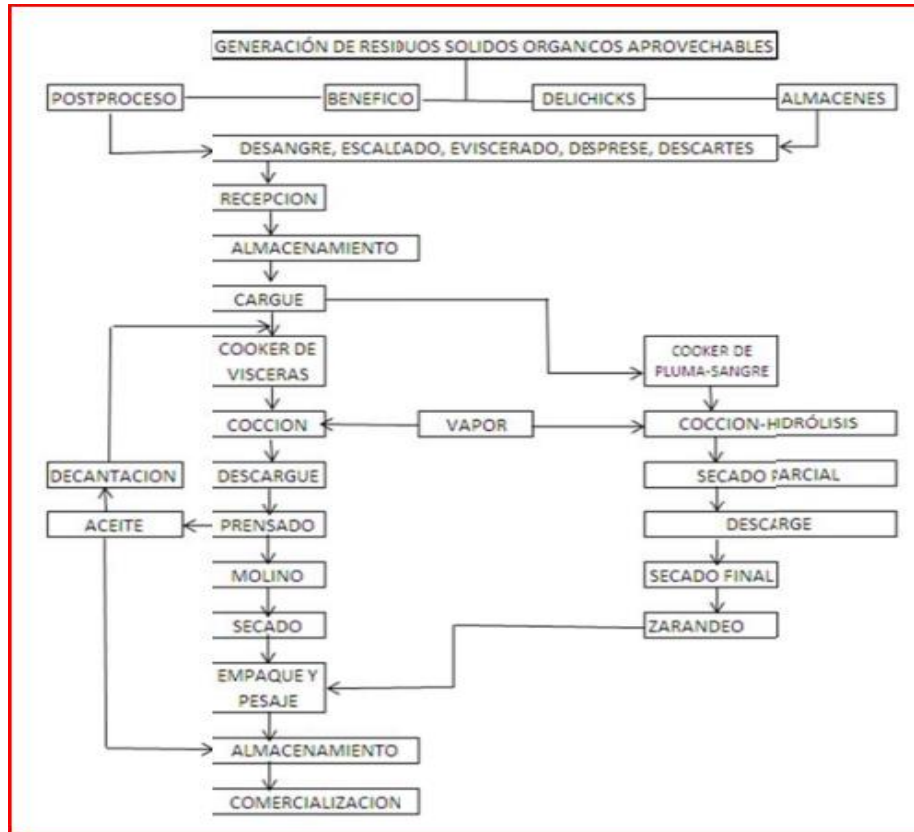 GENERACIÓN DE RESIDUOS SOLIDOS ORGANCOS APROVECHABLES
POSTPROCESO
BENEFICIO
DELICHICKS
ALMACENES
DESANGRE, ESCALDADO, EVISCERADO, DESPRESE, DESCARTES
RECEPCION
ALMACENAMIENTO
CARGUE
COOKER DE
VISCERAS
COOKER DE
PLUMA-SANGRE
COCCION
VAPOR
COCCION-HIDRÓLISIS
DECANTACION
DESCARGUE
SECADO PARCIAL
ACEITE
PRENSADO
DESCARGE
MOLINO
SECADO FINAL
SECADO
ZARANDEO
EMPAQUE Y
PESAJE
ALMACENAMIENTO
COMERCIALIZACION